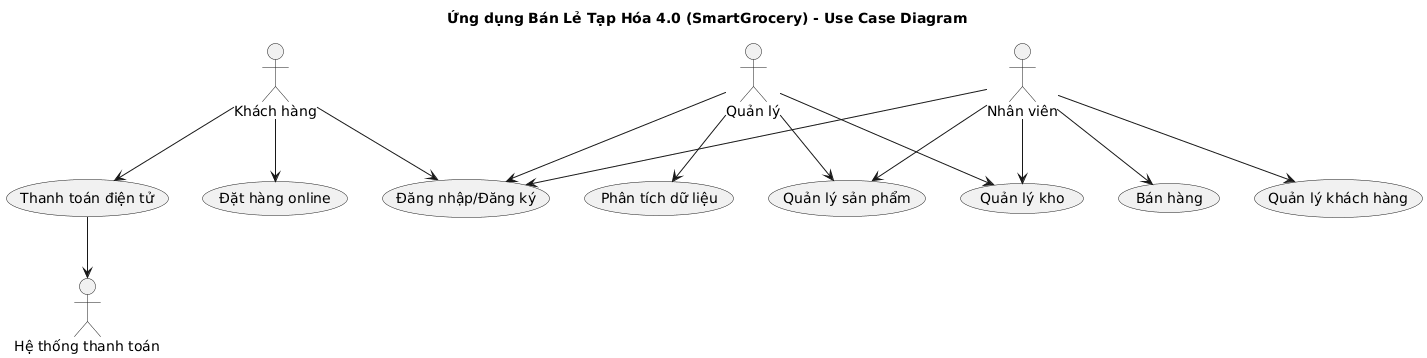 Ứng dụng Bán Lẻ Tạp Hóa 4.0 (SmartGrocery) - Use Case Diagram
Khách hàng
Quản lý
Nhân viên
Thanh toán điện tử
Đặt hàng online
Đăng nhập/Đăng ký
Phân tích dữ liệu
Quản lý sản phẩm
Quản lý kho
Bán hàng
Quản lý khách hàng
Hệ thống thanh toán